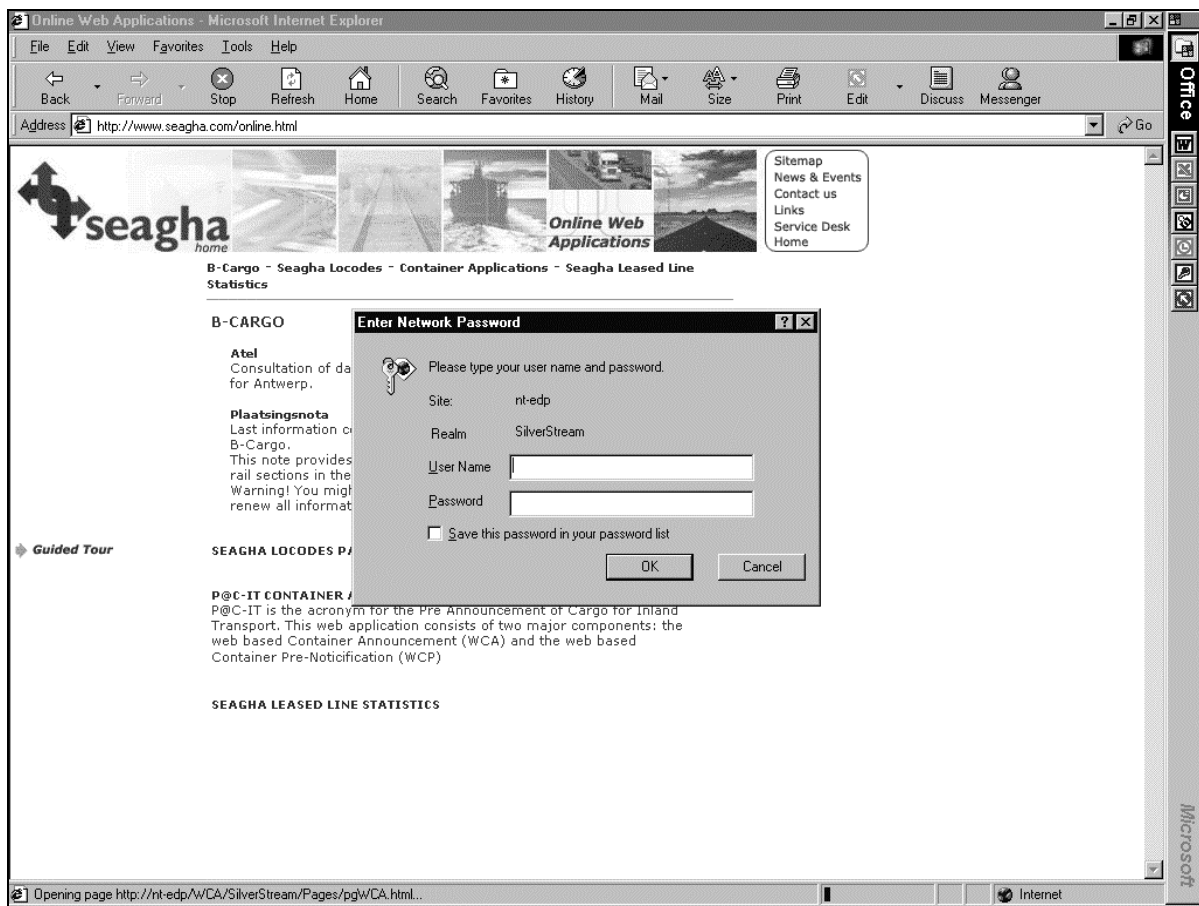 Online Web Applications - Microsoft Internet Explorer
File Edit View Favorites Tools Help
Back Forward Stop Refresh Home Search Favorites History Mail Size Print Edit Discuss Messenger
Address http://www.seagha.com/online.html Go
Office
seagha
home
Online Web
Applications
Sitemap
News & Events
Contact us
Links
Service Desk
Home
B-Cargo - Seagha Locodes - Container Applications - Seagha Leased Line
Statistics
B-CARGO
Atel
Consultation of da
for Antwerp.
Plaatsingsnota
Last information c
B-Cargo.
This note provides
rail sections in the
Warning! You migh
renew all informat
Enter Network Password
Please type your user name and password.
Site: nt-edp
Realm SilverStream
User Name
Password
Save this password in your password list
OK Cancel
Guided Tour
SEAGHA LOCODES PA
P@C-IT CONTAINER A
P@C-IT is the acronym for the Pre Announcement of Cargo for Inland
Transport. This web application consists of two major components: the
web based Container Announcement (WCA) and the web based
Container Pre-Noticification (WCP)
SEAGHA LEASED LINE STATISTICS
Microsoft
Opening page http://nt-edp/WCA/SilverStream/Pages/pgWCA.html... Internet